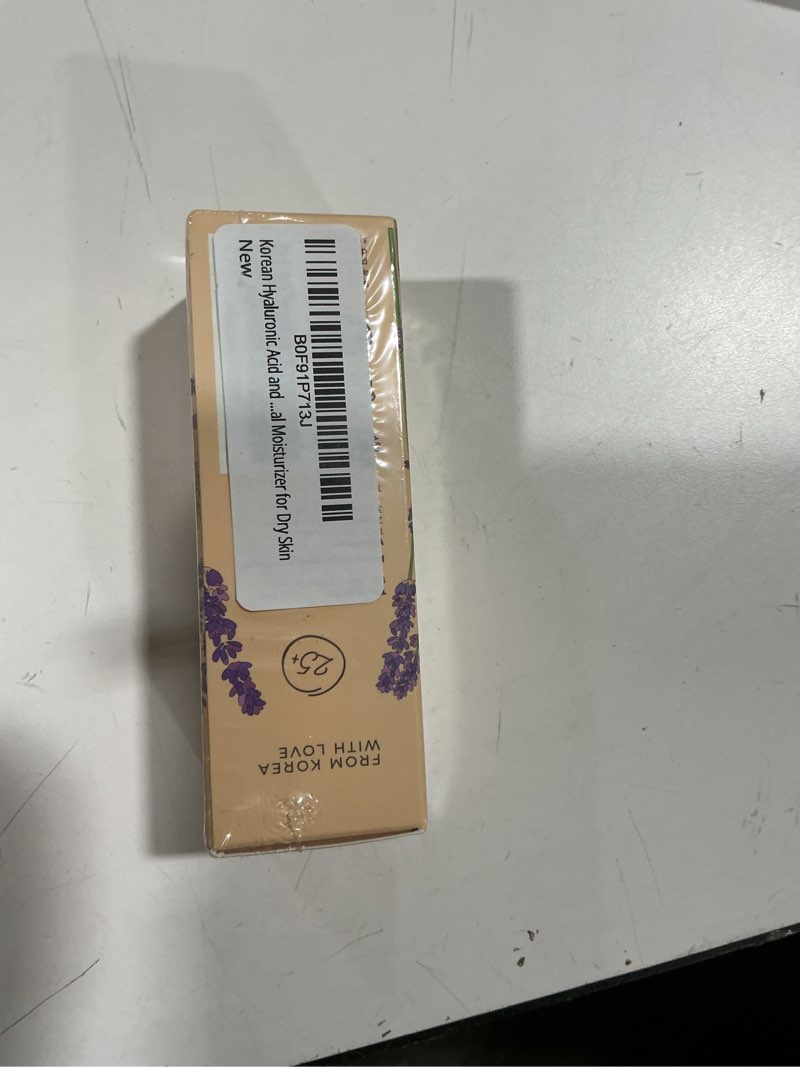 B0F91P713J
Korean Hyaluronic Acid and ...al Moisturizer for Dry Skin
New
25+
FROM KOREA
WITH LOVE